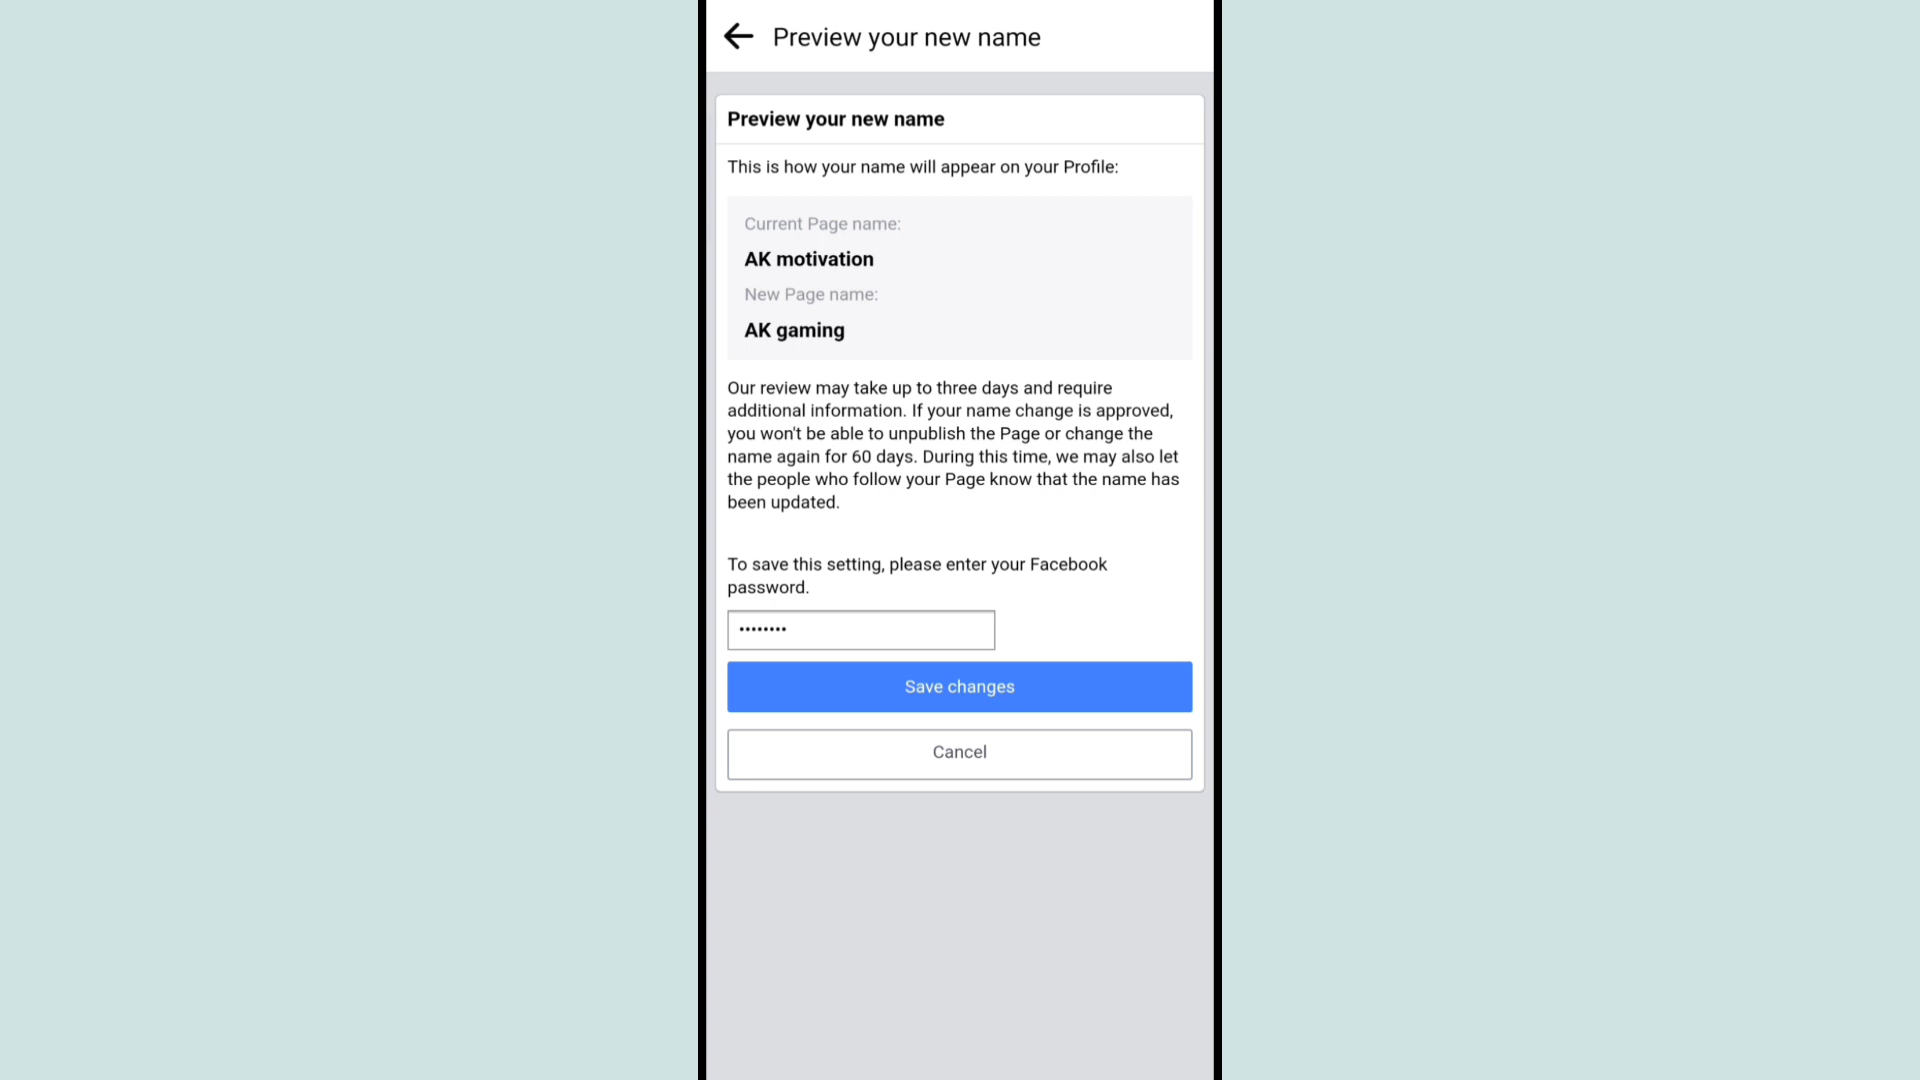 Preview your new name
Preview your new name
This is how your name will appear on your Profile:
Current Page name:
AK motivation
New Page name:
AK gaming
Our review may take up to three days and require
additional information. If your name change is approved,
you won't be able to unpublish the Page or change the
name again for 60 days. During this time, we may also let
the people who follow your Page know that the name has
been updated.
To save this setting, please enter your Facebook
password.
••••••••
Save changes
Cancel